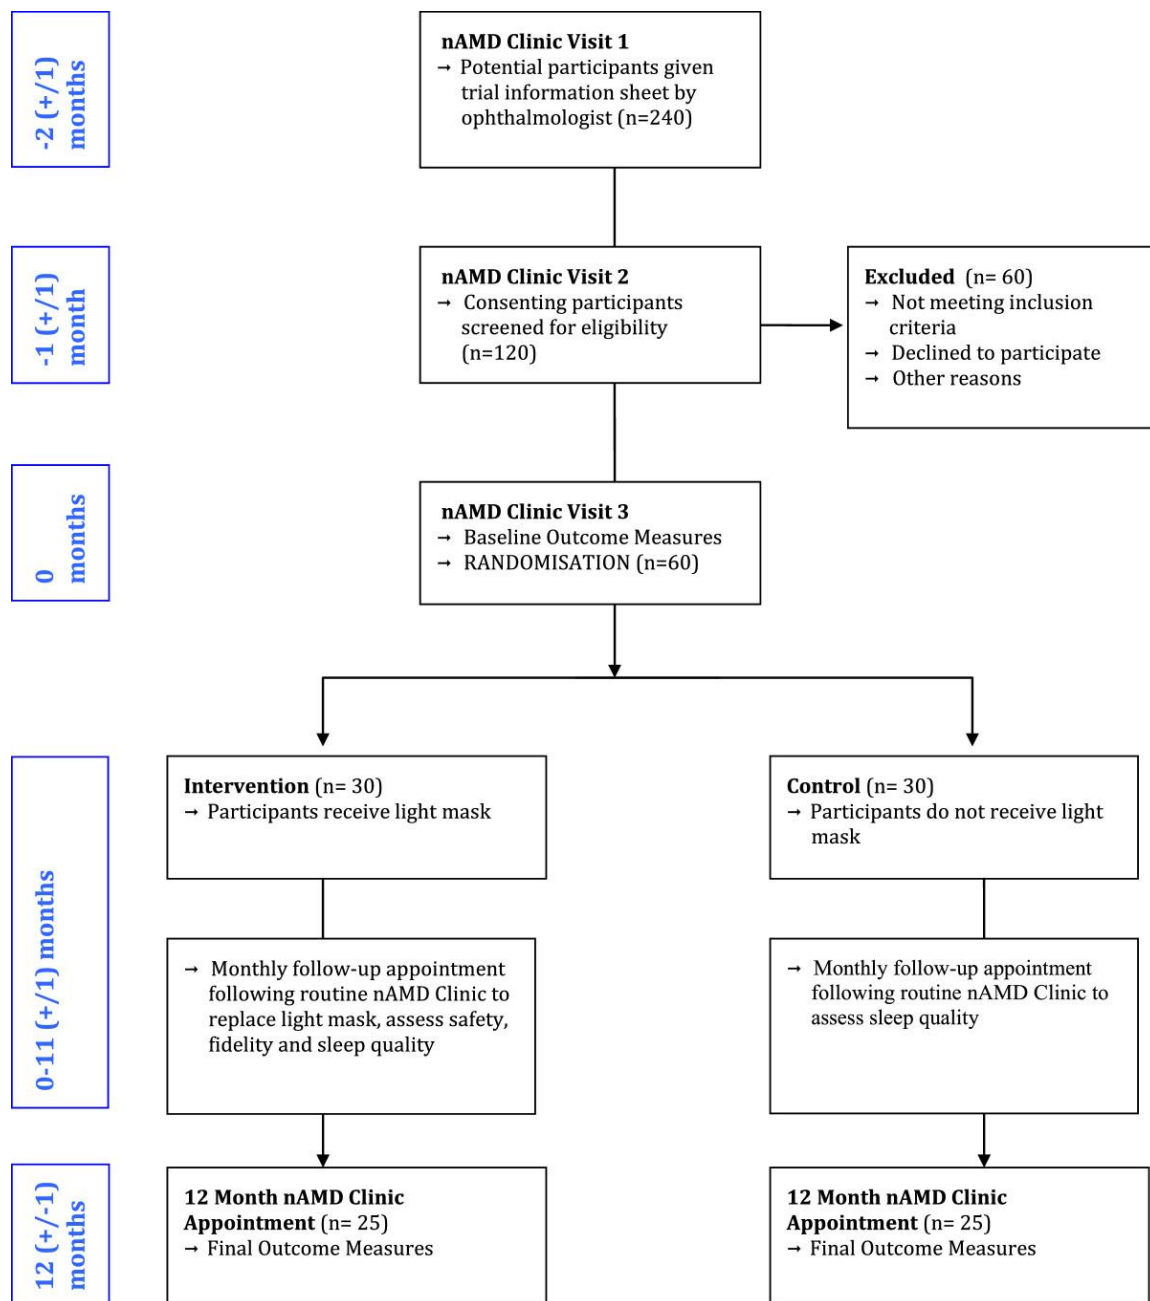 -2 (+/1)
months
nAMD Clinic Visit 1
→ Potential participants given
trial information sheet by
ophthalmologist (n=240)
-1 (+/1)
month
nAMD Clinic Visit 2
→ Consenting participants
screened for eligibility
(n=120)
Excluded (n= 60)
→ Not meeting inclusion
criteria
→ Declined to participate
→ Other reasons
0
months
nAMD Clinic Visit 3
→ Baseline Outcome Measures
→ RANDOMISATION (n=60)
0-11 (+/1) months
Intervention (n= 30)
→ Participants receive light mask
Control (n= 30)
→ Participants do not receive light
mask
→ Monthly follow-up appointment
following routine nAMD Clinic to
replace light mask, assess safety,
fidelity and sleep quality
→ Monthly follow-up appointment
following routine nAMD Clinic to
assess sleep quality
12 (+/-1)
months
12 Month nAMD Clinic
Appointment (n= 25)
→ Final Outcome Measures
12 Month nAMD Clinic
Appointment (n= 25)
→ Final Outcome Measures